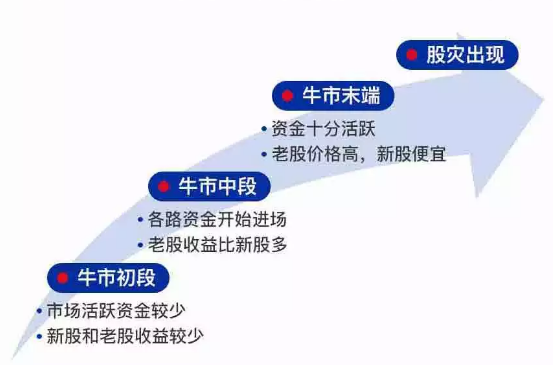 股灾出现
牛市末端
资金十分活跃
老股价格高，新股便宜
牛市中段
各路资金开始进场
老股收益比新股多
牛市初段
市场活跃资金较少
新股和老股收益较少